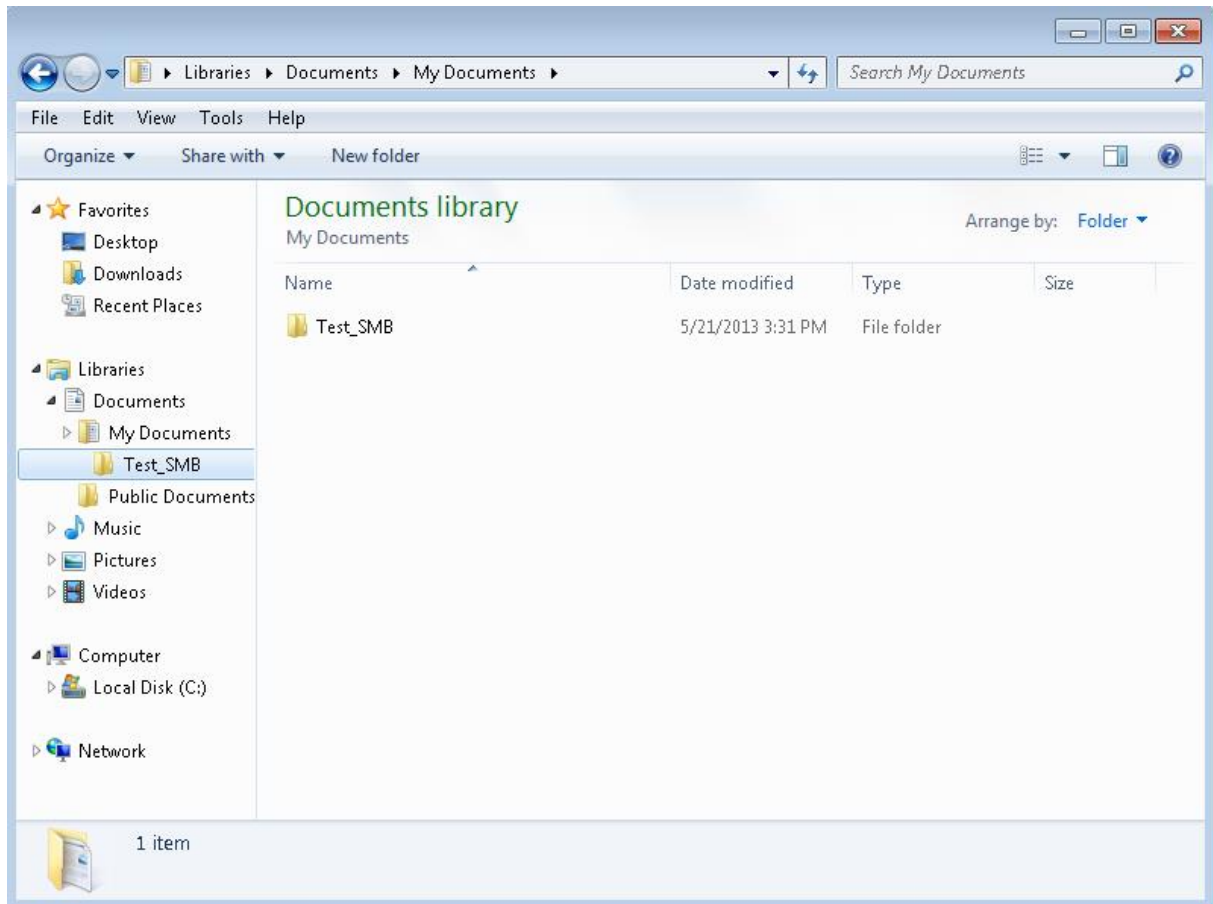 Libraries Documents My Documents Search My Documents
File Edit View Tools Help
Organize Share with New folder
Favorites
Desktop
Downloads
Recent Places
Libraries
Documents
My Documents
Test_SMB
Public Documents
Music
Pictures
Videos
Computer
Local Disk (C:)
Network
Documents library
My Documents
Arrange by: Folder
Name Date modified Type Size
Test_SMB 5/21/2013 3:31 PM File folder
1 item